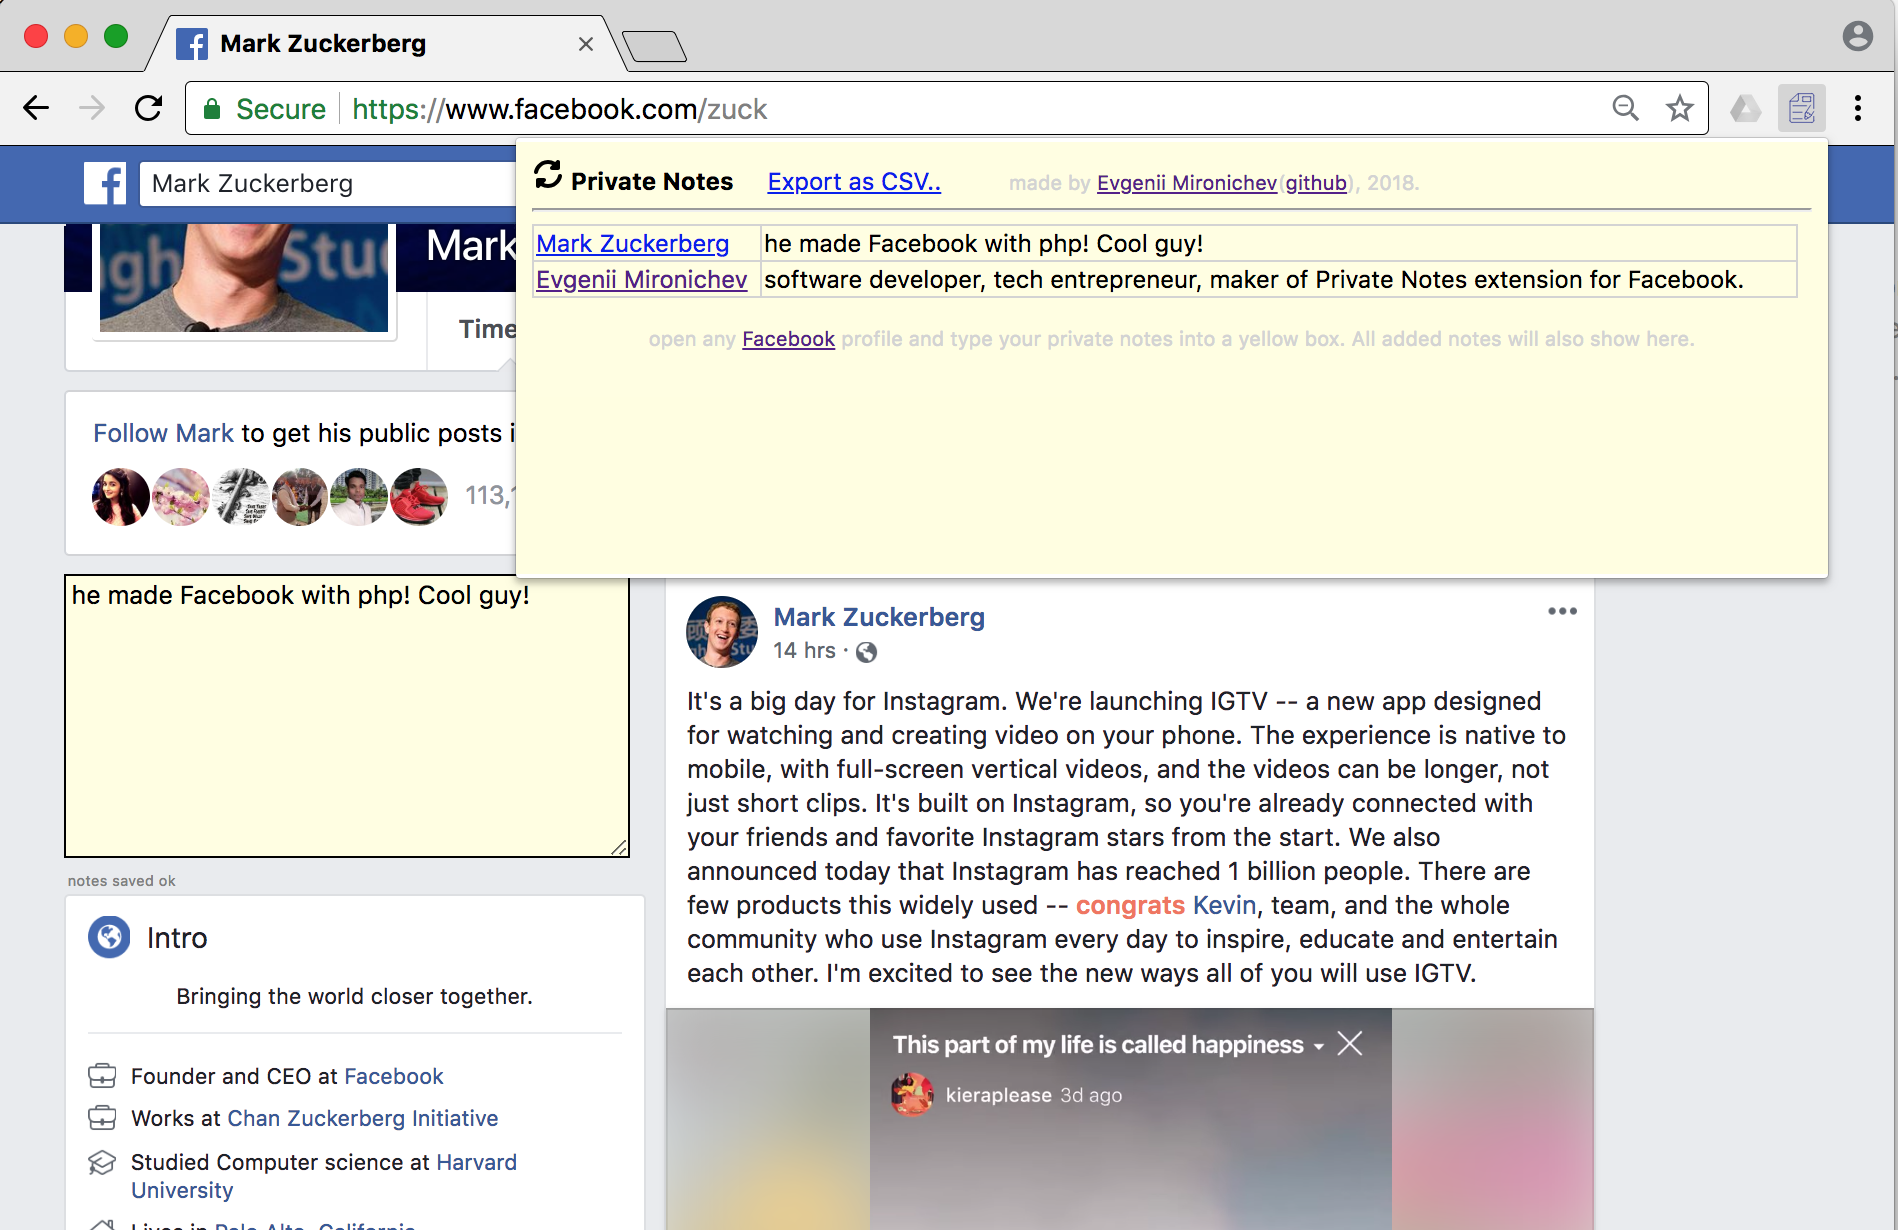 Mark Zuckerberg
Secure https://www.facebook.com/zuck
Mark Zuckerberg
Private Notes Export as CSV.. made by Evgenii Mironichev(github), 2018.
Mark Zuckerberg he made Facebook with php! Cool guy!
Evgenii Mironichev software developer, tech entrepreneur, maker of Private Notes extension for Facebook.
open any Facebook profile and type your private notes into a yellow box. All added notes will also show here.
Mark
Time
Follow Mark to get his public posts i
113,
he made Facebook with php! Cool guy!
notes saved ok
Intro
Bringing the world closer together.
Founder and CEO at Facebook
Works at Chan Zuckerberg Initiative
Studied Computer science at Harvard
University
Lives in Palo Alto, California
Mark Zuckerberg
14 hrs ·
It's a big day for Instagram. We're launching IGTV -- a new app designed
for watching and creating video on your phone. The experience is native to
mobile, with full-screen vertical videos, and the videos can be longer, not
just short clips. It's built on Instagram, so you're already connected with
your friends and favorite Instagram stars from the start. We also
announced today that Instagram has reached 1 billion people. There are
few products this widely used -- congrats Kevin, team, and the whole
community who use Instagram every day to inspire, educate and entertain
each other. I'm excited to see the new ways all of you will use IGTV.
This part of my life is called happiness
kieraplease 3d ago